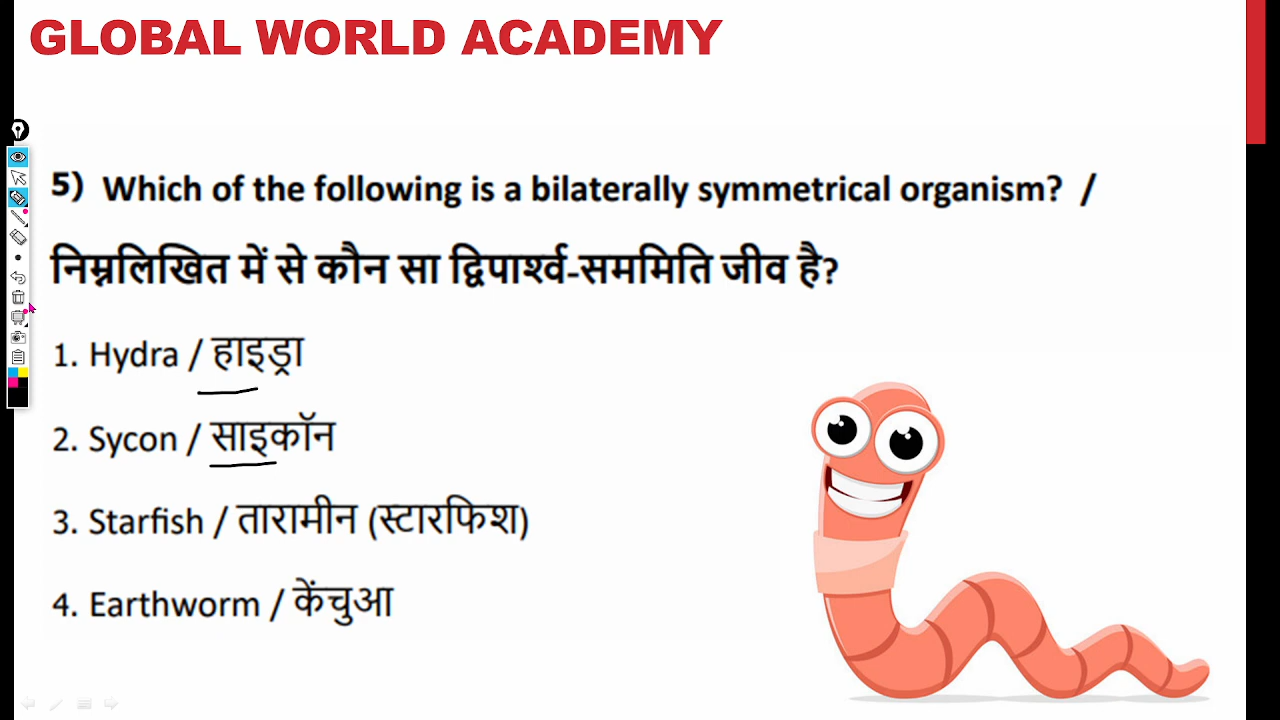 GLOBAL WORLD ACADEMY
5) Which of the following is a bilaterally symmetrical organism? /
निम्नलिखित में से कौन सा द्विपार्श्व-सममिति जीव है?
1. Hydra / हाइड्रा
2. Sycon / साइकॉन
3. Starfish / तारामीन (स्टारफिश)
4. Earthworm / केंचुआ